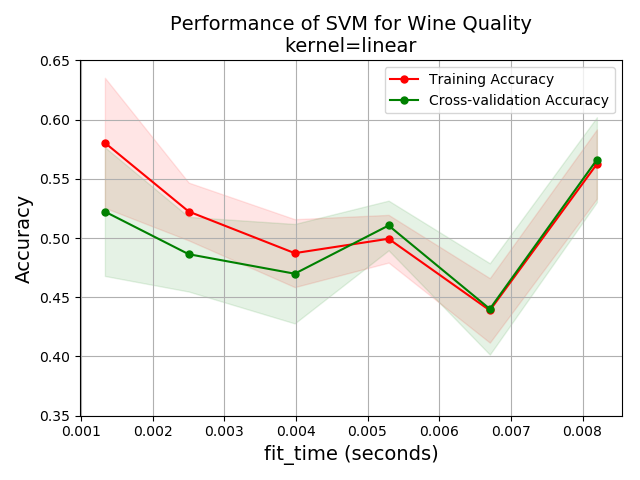 Performance of SVM for Wine Quality
kernel=linear
Training Accuracy
Cross-validation Accuracy
Accuracy
0.65
0.60
0.55
0.50
0.45
0.40
0.35
0.001 0.002 0.003 0.004 0.005 0.006 0.007 0.008
fit_time (seconds)